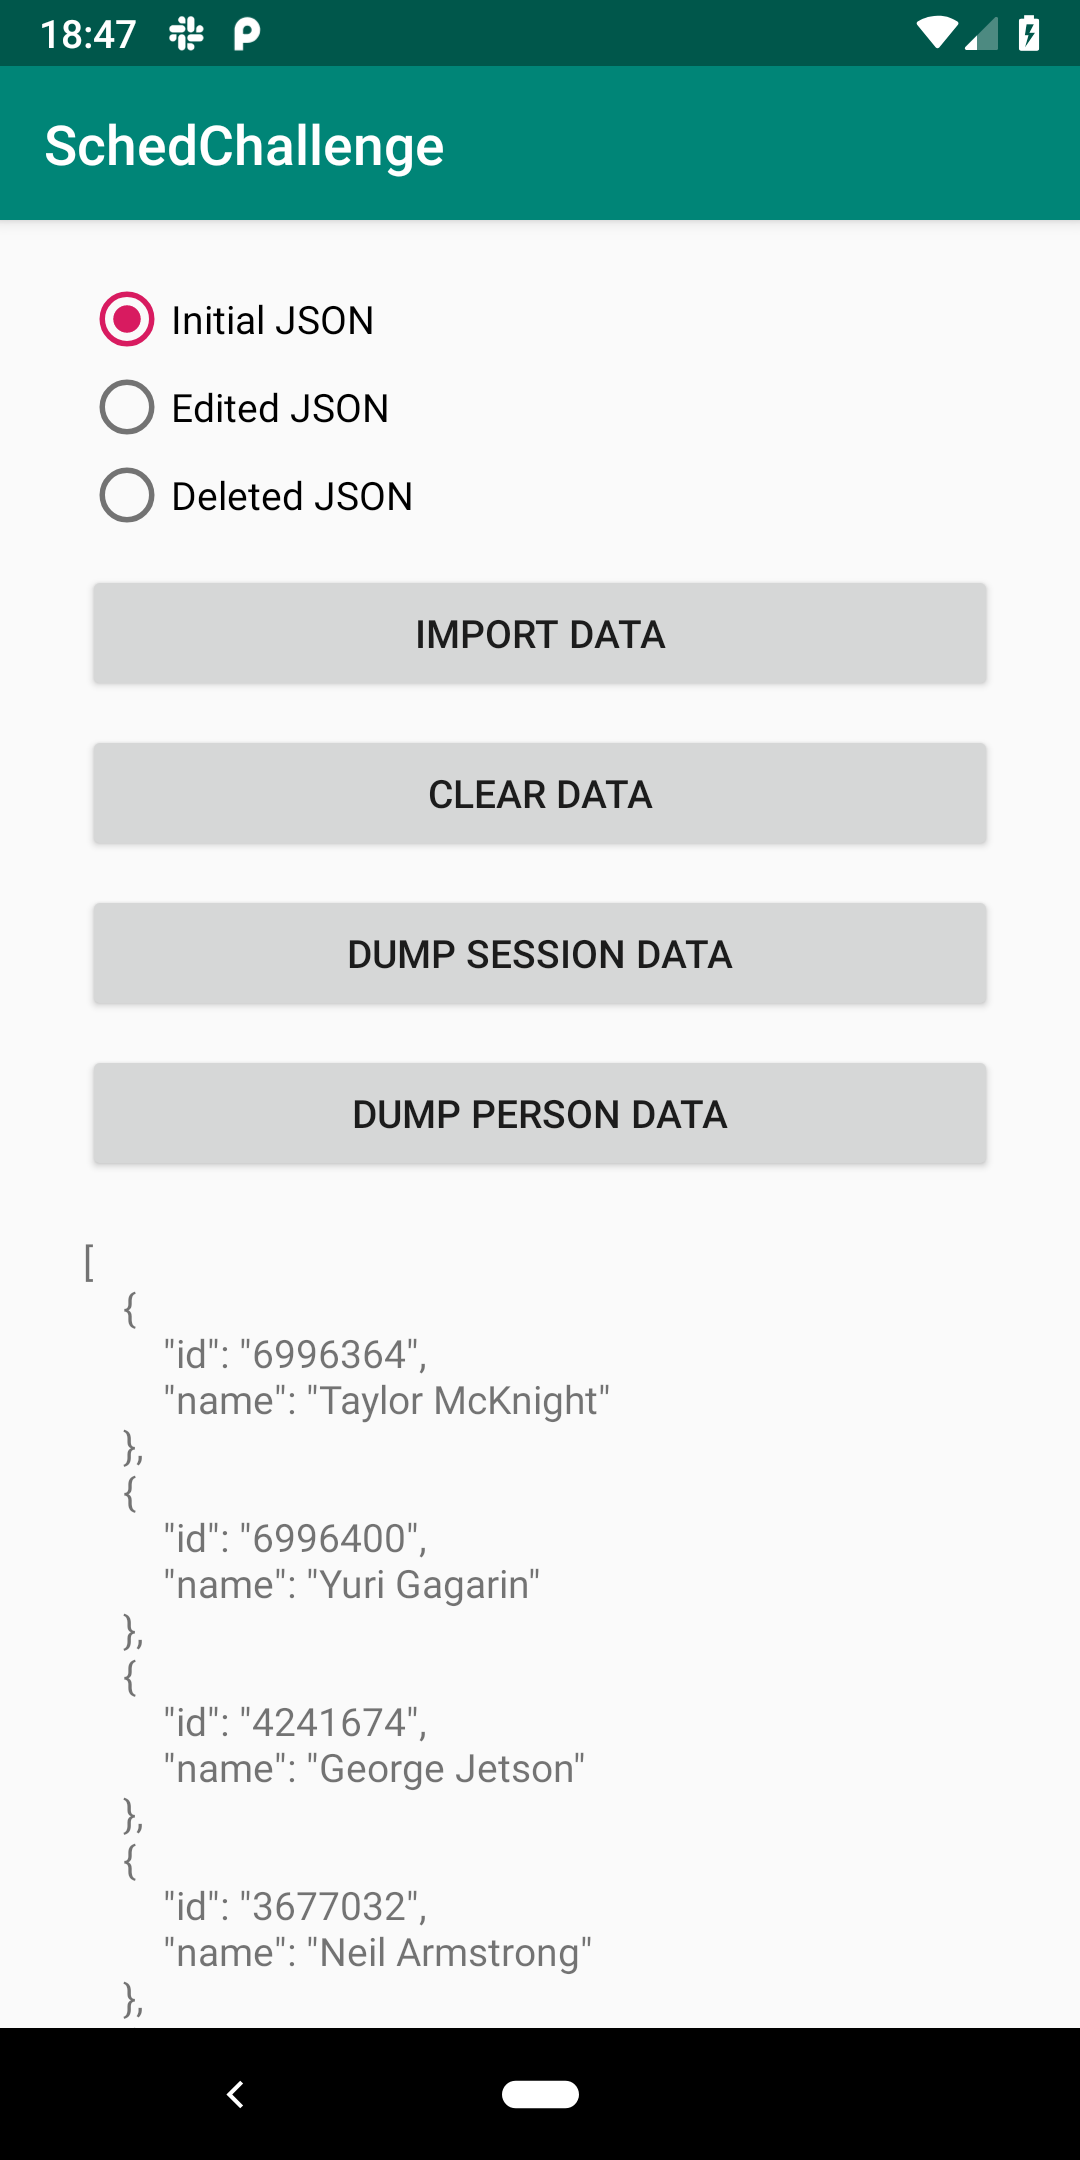 18:47
SchedChallenge
Initial JSON
Edited JSON
Deleted JSON
IMPORT DATA
CLEAR DATA
DUMP SESSION DATA
DUMP PERSON DATA
[
{
"id": "6996364",
"name": "Taylor McKnight"
},
{
"id": "6996400",
"name": "Yuri Gagarin"
},
{
"id": "4241674",
"name": "George Jetson"
},
{
"id": "3677032",
"name": "Neil Armstrong"
},